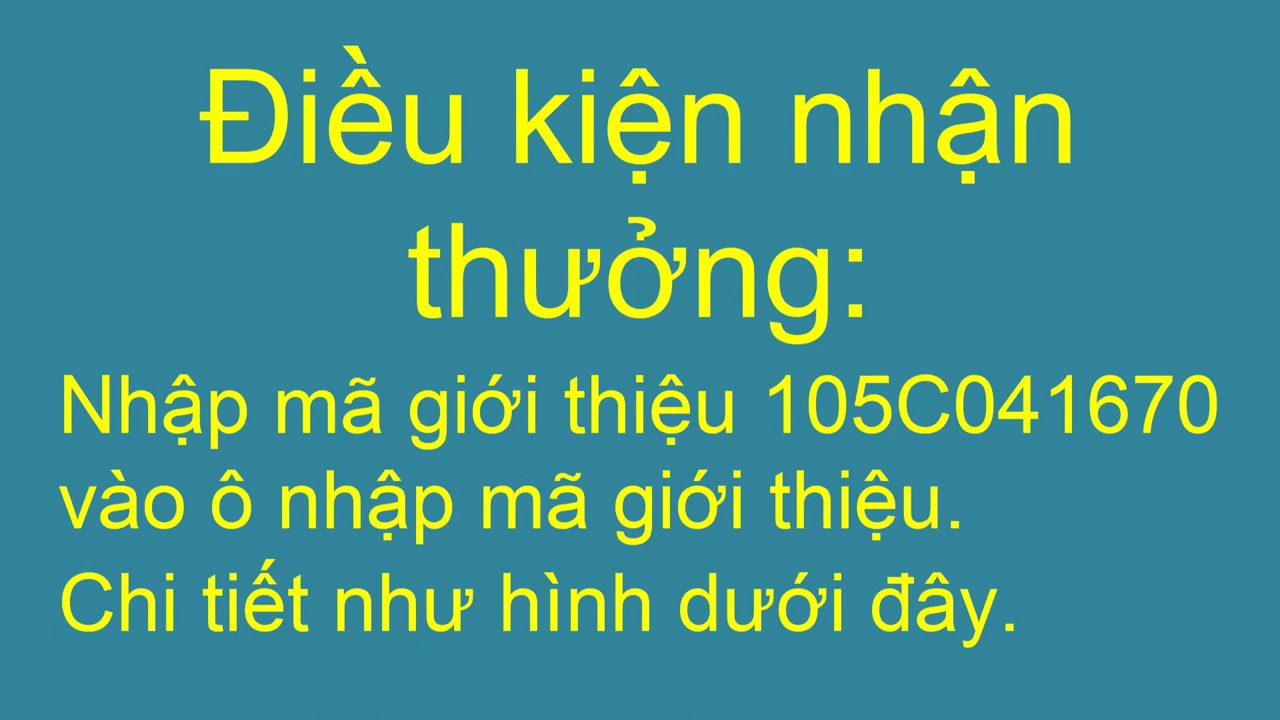 Điều kiện nhận
thưởng:
Nhập mã giới thiệu 105C041670
vào ô nhập mã giới thiệu.
Chi tiết như hình dưới đây.